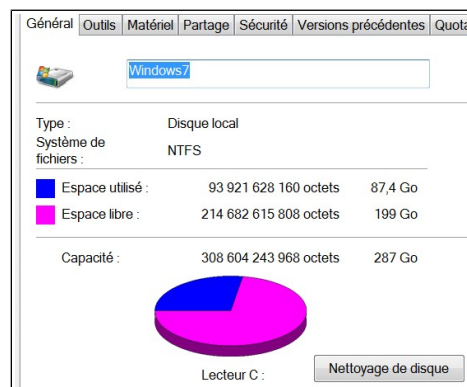 Général Outils Matériel Partage Sécurité Versions précédentes Quota
Windows7
Type : Disque local
Système de
fichiers : NTFS
Espace utilisé : 93 921 628 160 octets 87,4 Go
Espace libre : 214 682 615 808 octets 199 Go
Capacité : 308 604 243 968 octets 287 Go
Lecteur C : Nettoyage de disque